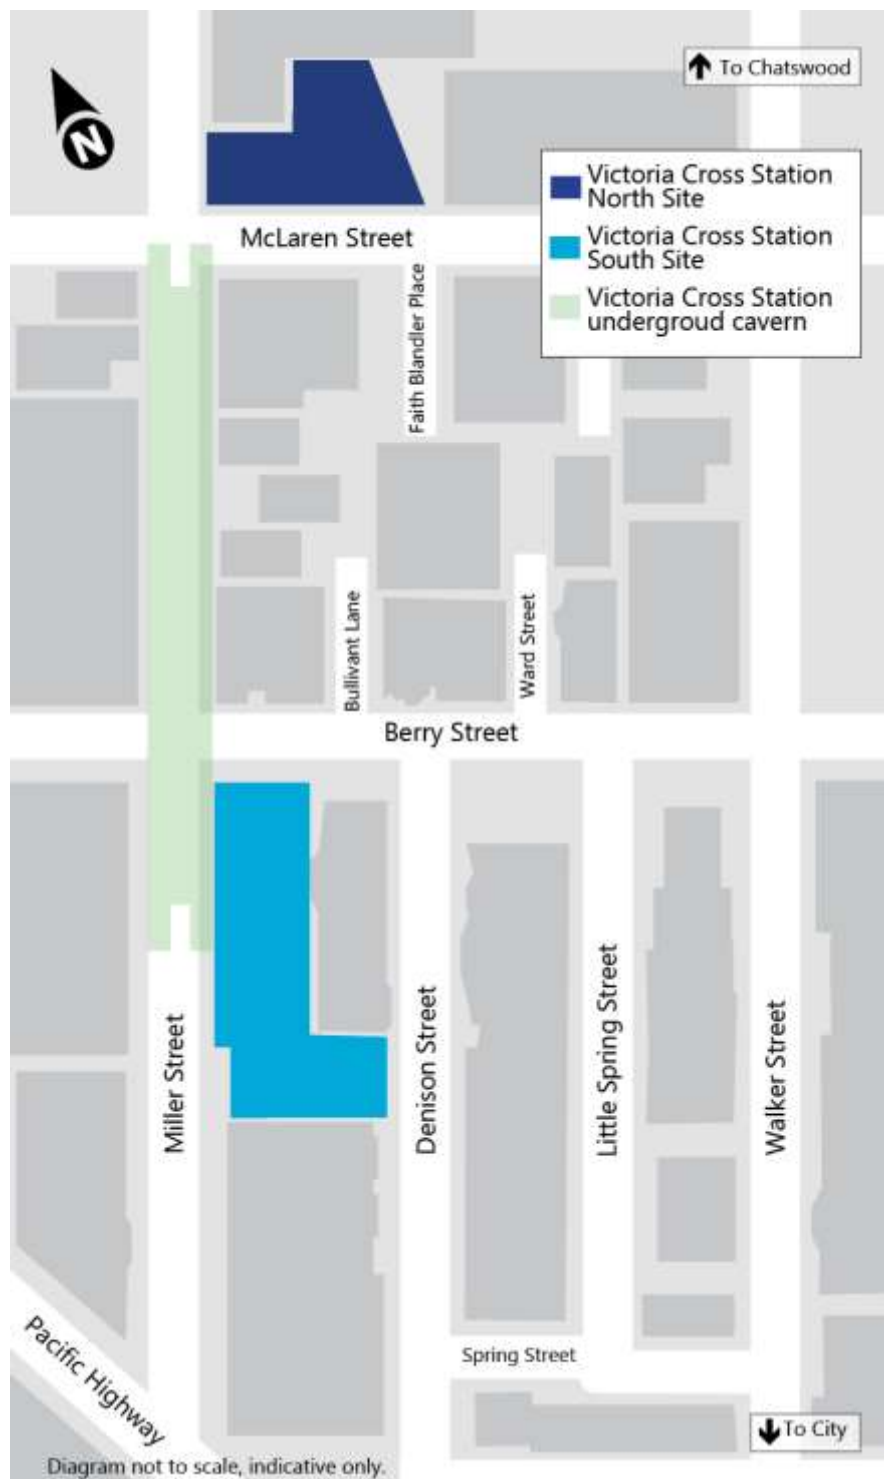 To Chatswood
N
Victoria Cross Station
North Site
Victoria Cross Station
South Site
Victoria Cross Station
undergroud cavern
McLaren Street
Faith Blandler Place
Bullivant Lane
Ward Street
Berry Street
Miller Street
Denison Street
Little Spring Street
Walker Street
Pacific Highway
Spring Street
To City
Diagram not to scale, indicative only.